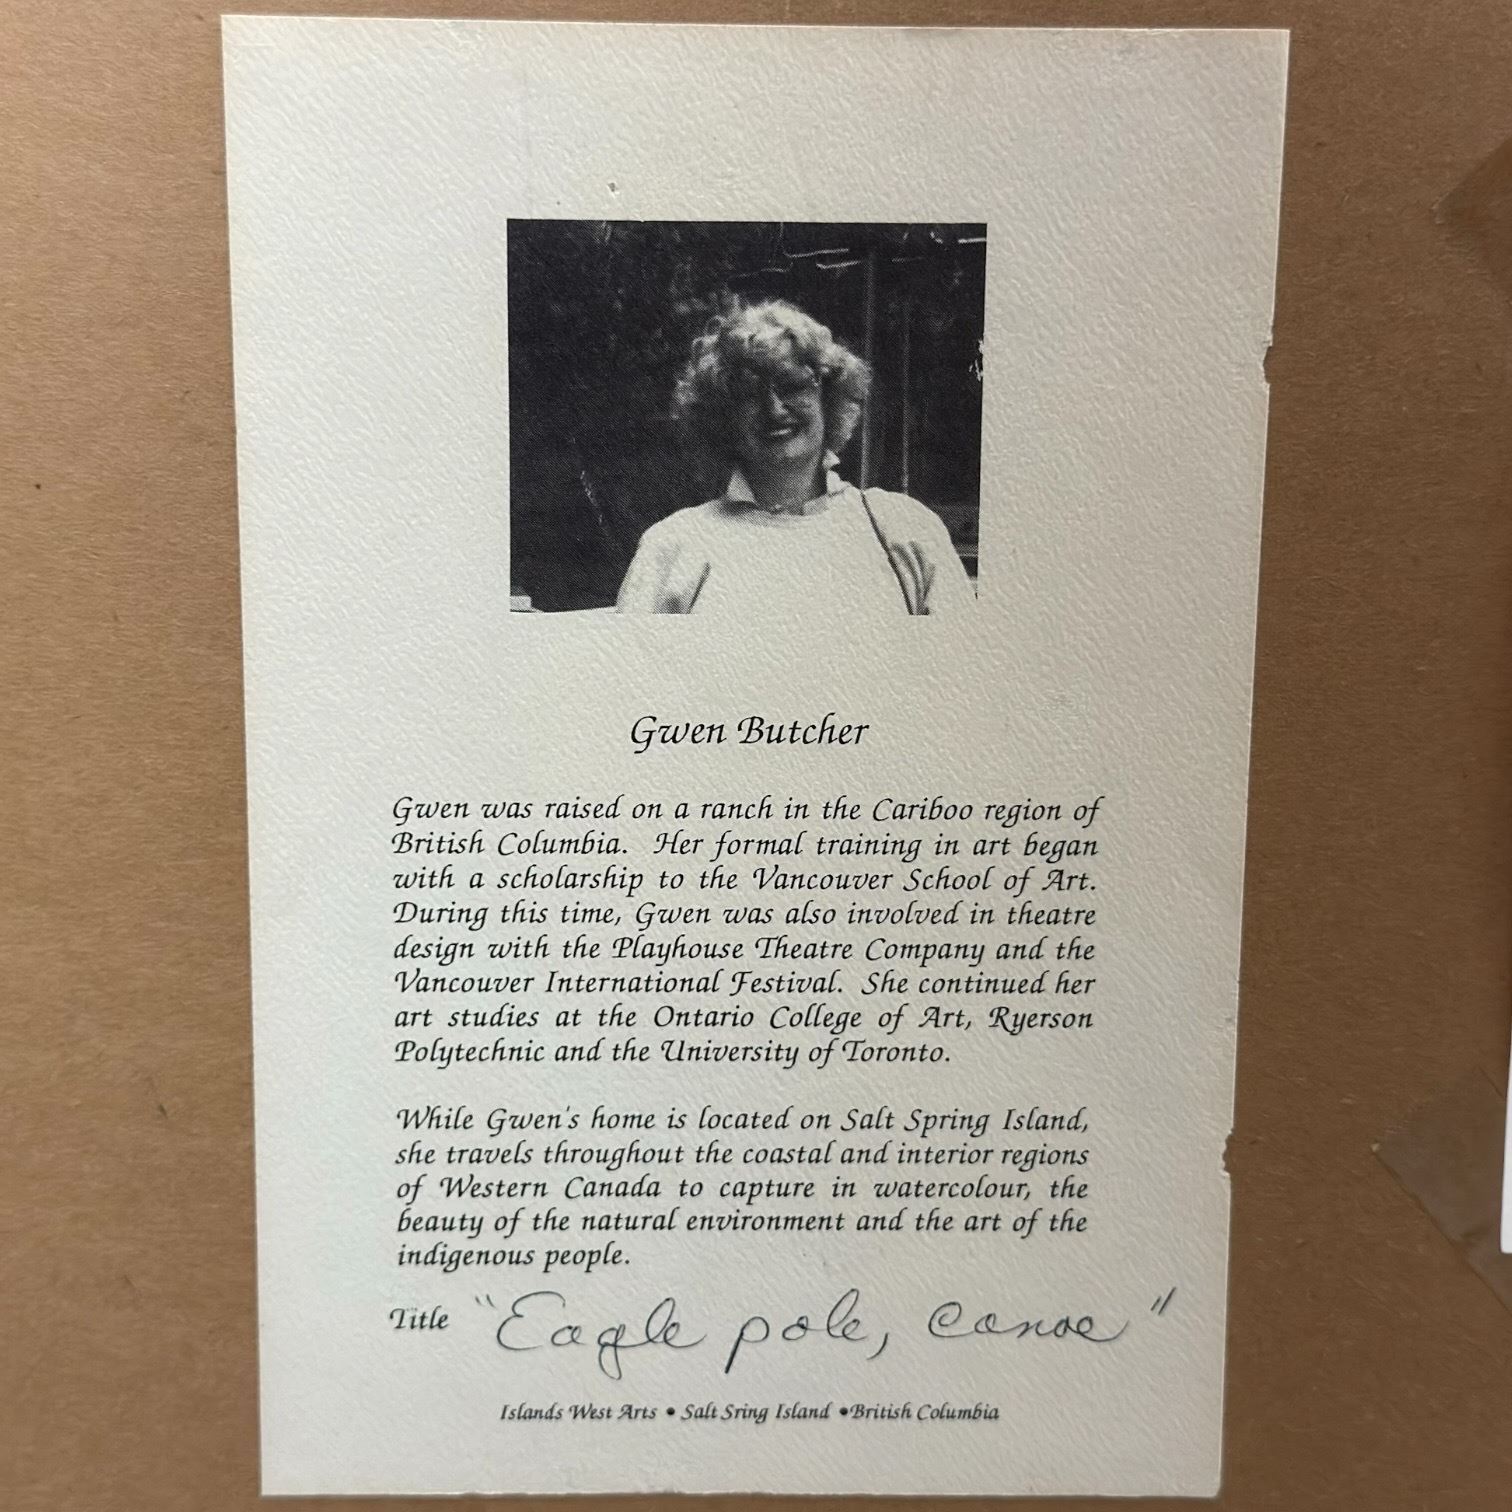 Gwen Butcher
Gwen was raised on a ranch in the Cariboo region of
British Columbia. Her formal training in art began
with a scholarship to the Vancouver School of Art.
During this time, Gwen was also involved in theatre
design with the Playhouse Theatre Company and the
Vancouver International Festival. She continued her
art studies at the Ontario College of Art, Ryerson
Polytechnic and the University of Toronto.
While Gwen's home is located on Salt Spring Island,
she travels throughout the coastal and interior regions
of Western Canada to capture in watercolour, the
beauty of the natural environment and the art of the
indigenous people.
Title "Eagle pole, canoe"
Islands West Arts • Salt Sring Island •British Columbia